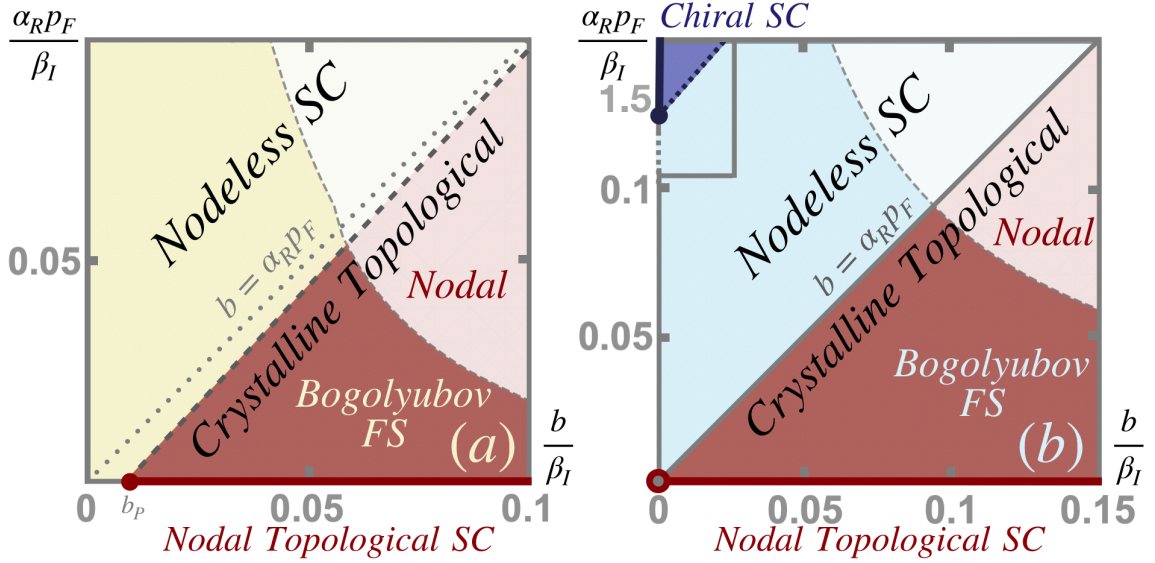 α_R p_F
β_I
Nodeless SC
b = α_R p_F
Crystalline Topological
Nodal
0.05
Bogolyubov
FS
(a)
b
β_I
0
b_P
0.05
0.1
Nodal Topological SC
α_R p_F
β_I
Chiral SC
1.5
Nodeless SC
0.1
b = α_R p_F
Crystalline Topological
Nodal
0.05
Bogolyubov
FS
(b)
b
β_I
0
0.05
0.1
0.15
Nodal Topological SC